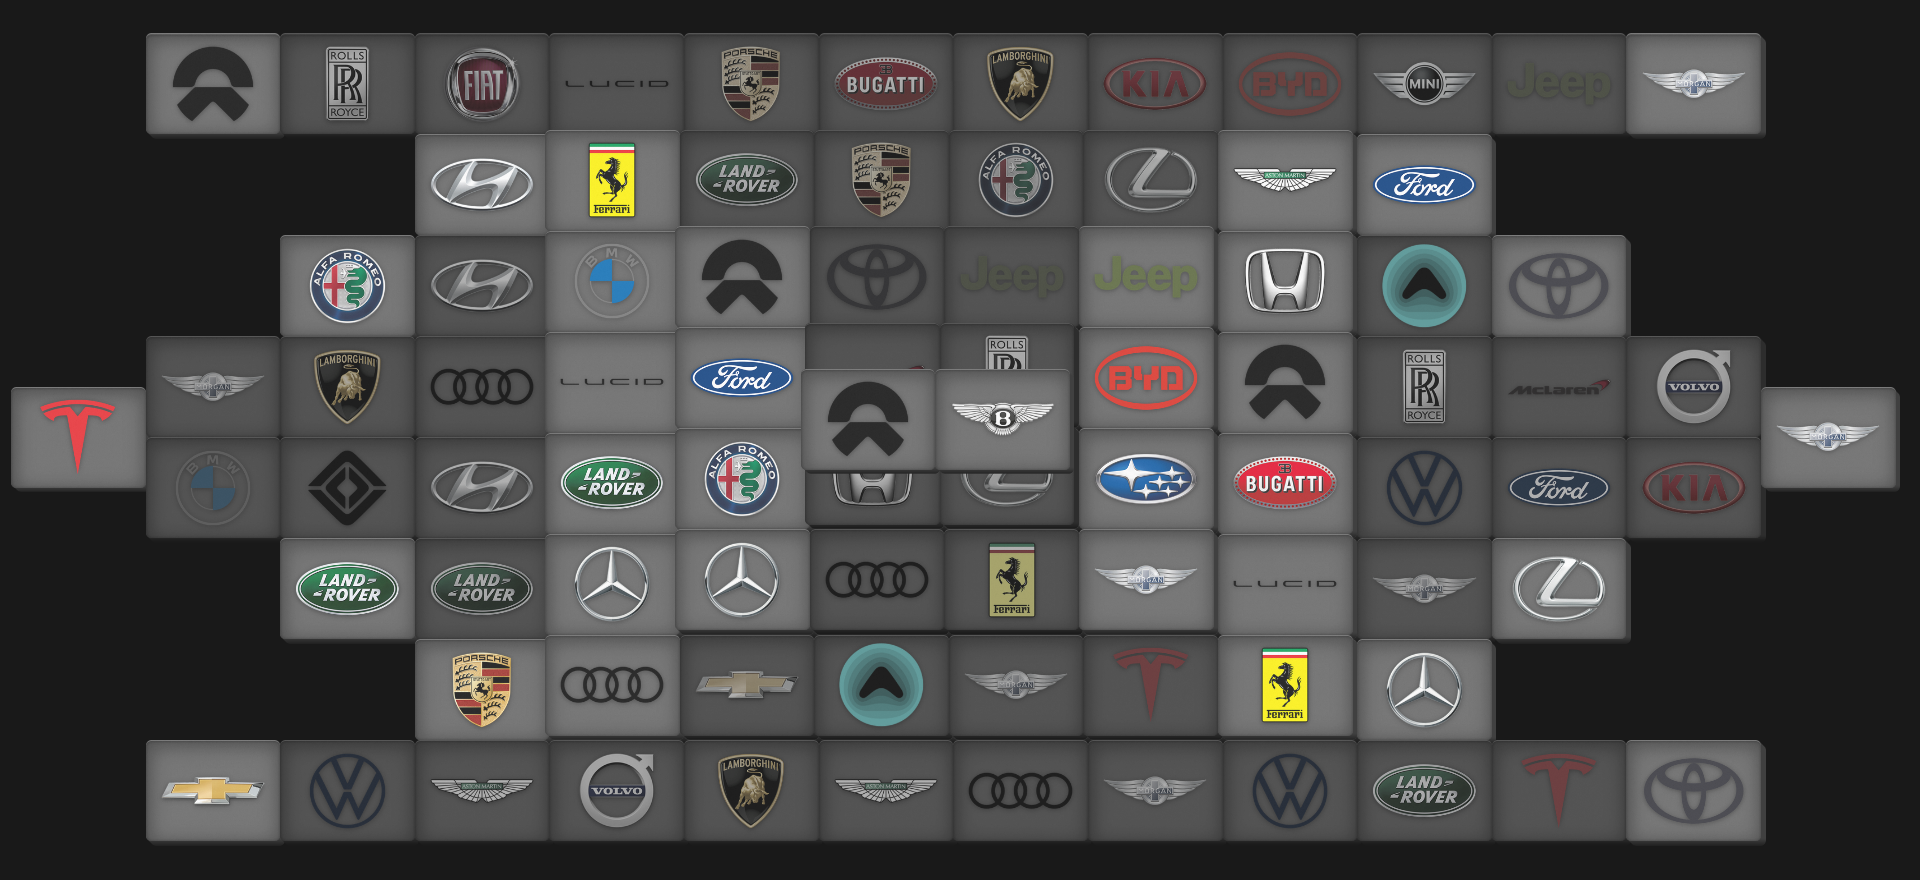 ROLLS
ROYCE
FIAT
LUCID
PORSCHE
BUGATTI
LAMBORGHINI
KIA
BYD
MINI
Jeep
MORGAN
Ferrari
LAND-
ROVER
PORSCHE
ALFA ROMEO
ASTON MARTIN
Ford
ALFA ROMEO
BMW
Jeep
Jeep
MORGAN
LAMBORGHINI
LUCID
Ford
ROLLS
R
BYD
ROLLS
ROYCE
McLaren
VOLVO
B
MORGAN
BMW
LAND-
ROVER
ALFA ROMEO
BUGATTI
Ford
KIA
LAND-
ROVER
LAND-
ROVER
Ferrari
MORGAN
LUCID
MORGAN
PORSCHE
MORGAN
Ferrari
ASTON MARTIN
VOLVO
LAMBORGHINI
ASTON MARTIN
MORGAN
LAND-
ROVER